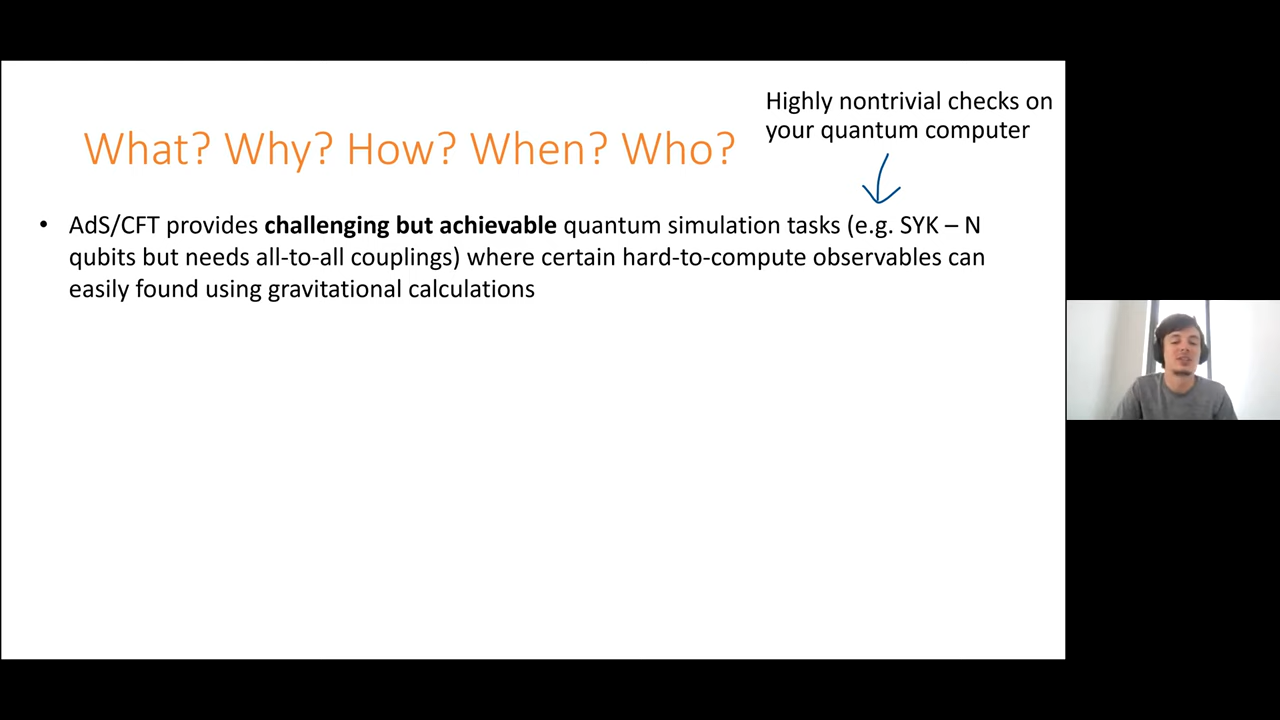 Highly nontrivial checks on
your quantum computer
What? Why? How? When? Who?
• AdS/CFT provides challenging but achievable quantum simulation tasks (e.g. SYK – N
qubits but needs all-to-all couplings) where certain hard-to-compute observables can
easily found using gravitational calculations